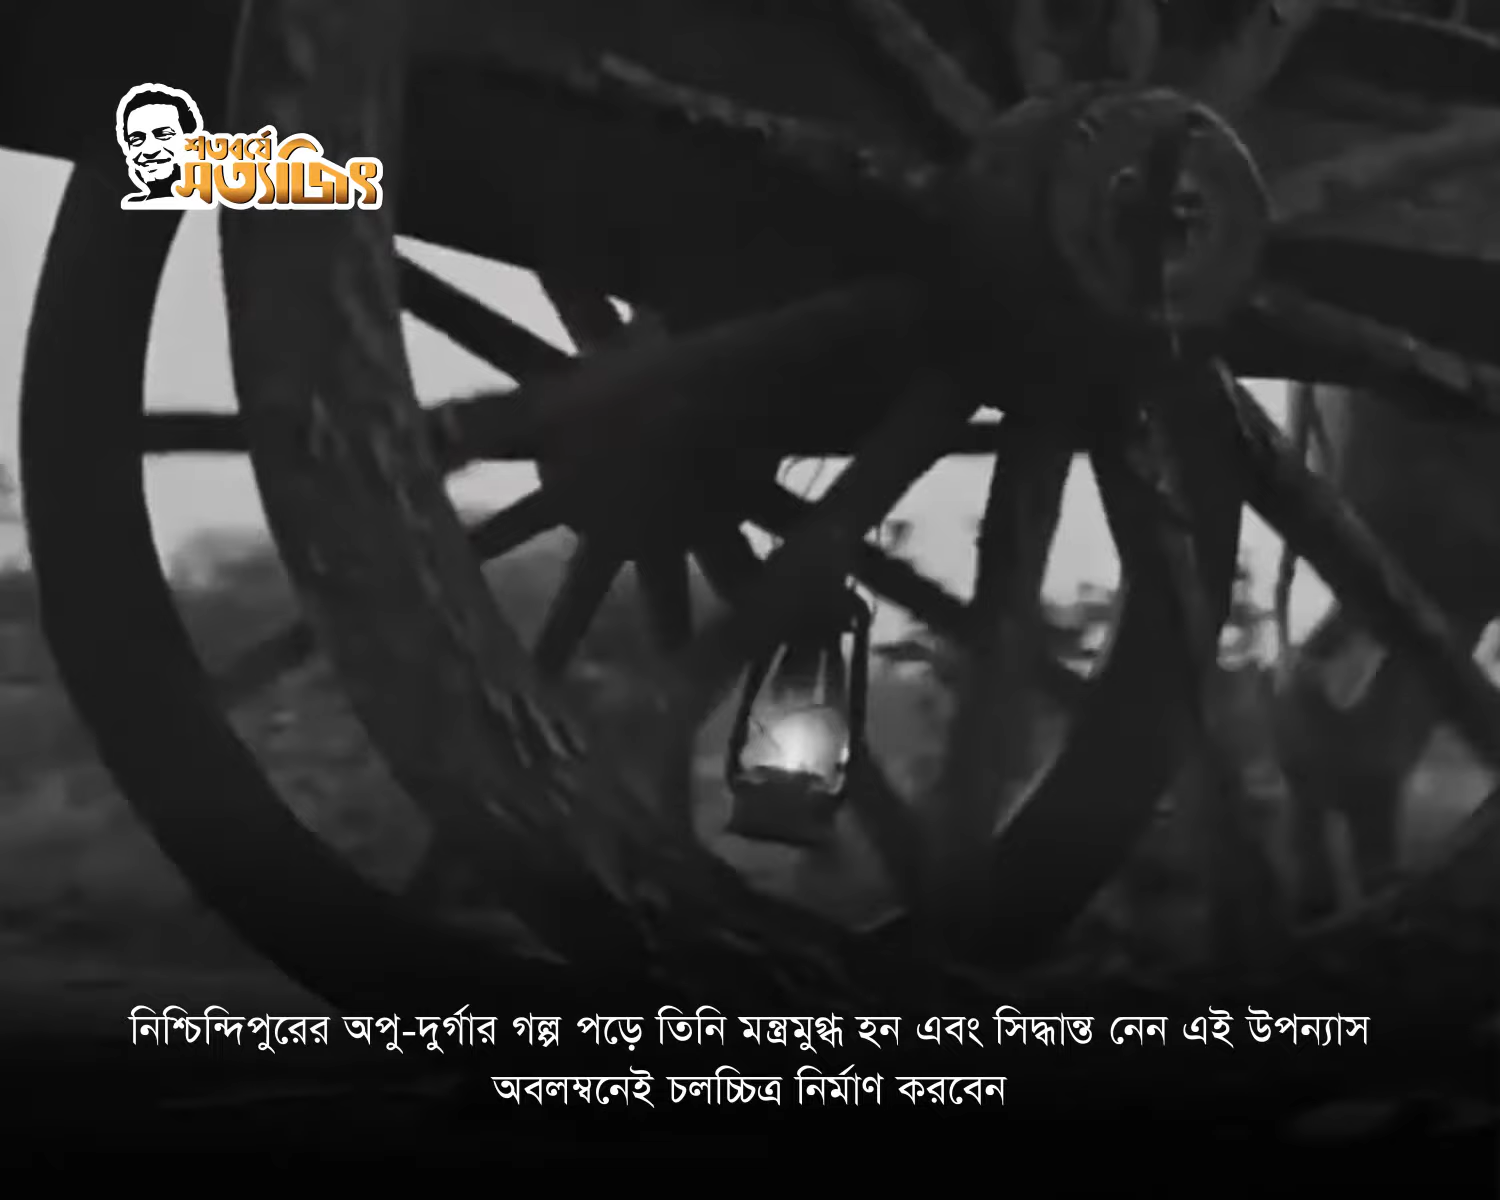 শতবর্ষে
সত্যজিৎ
নিশ্চিন্দিপুরের অপু-দুর্গার গল্প পড়ে তিনি মন্ত্রমুগ্ধ হন এবং সিদ্ধান্ত নেন এই উপন্যাস
অবলম্বনেই চলচ্চিত্র নির্মাণ করবেন